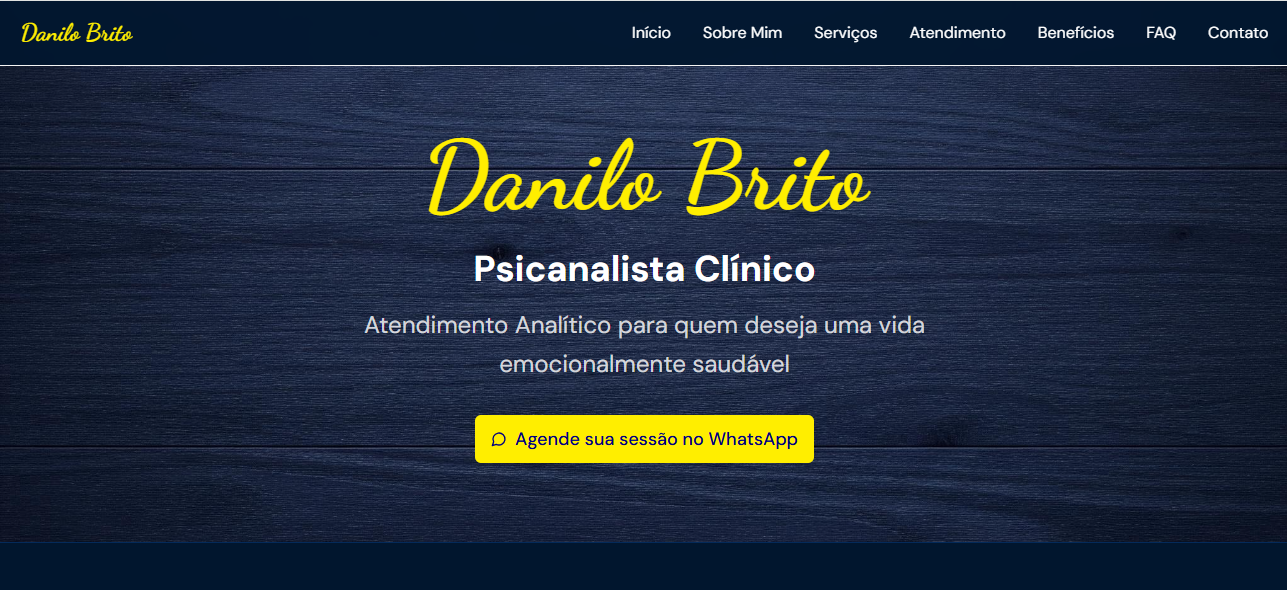 Danilo Brito
Início Sobre Mim Serviços Atendimento Benefícios FAQ Contato
Danilo Brito
Psicanalista Clínico
Atendimento Analítico para quem deseja uma vida
emocionalmente saudável
Agende sua sessão no WhatsApp